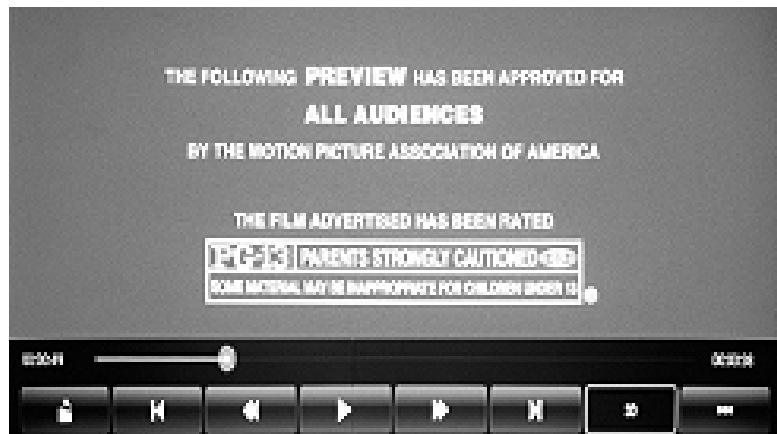 THE FOLLOWING PREVIEW HAS BEEN APPROVED FOR
ALL AUDIENCES
BY THE MOTION PICTURE ASSOCIATION OF AMERICA
THE FILM ADVERTISED HAS BEEN RATED
PG-13 PARENTS STRONGLY CAUTIONED
SOME MATERIAL MAY BE INAPPROPRIATE FOR CHILDREN UNDER 13